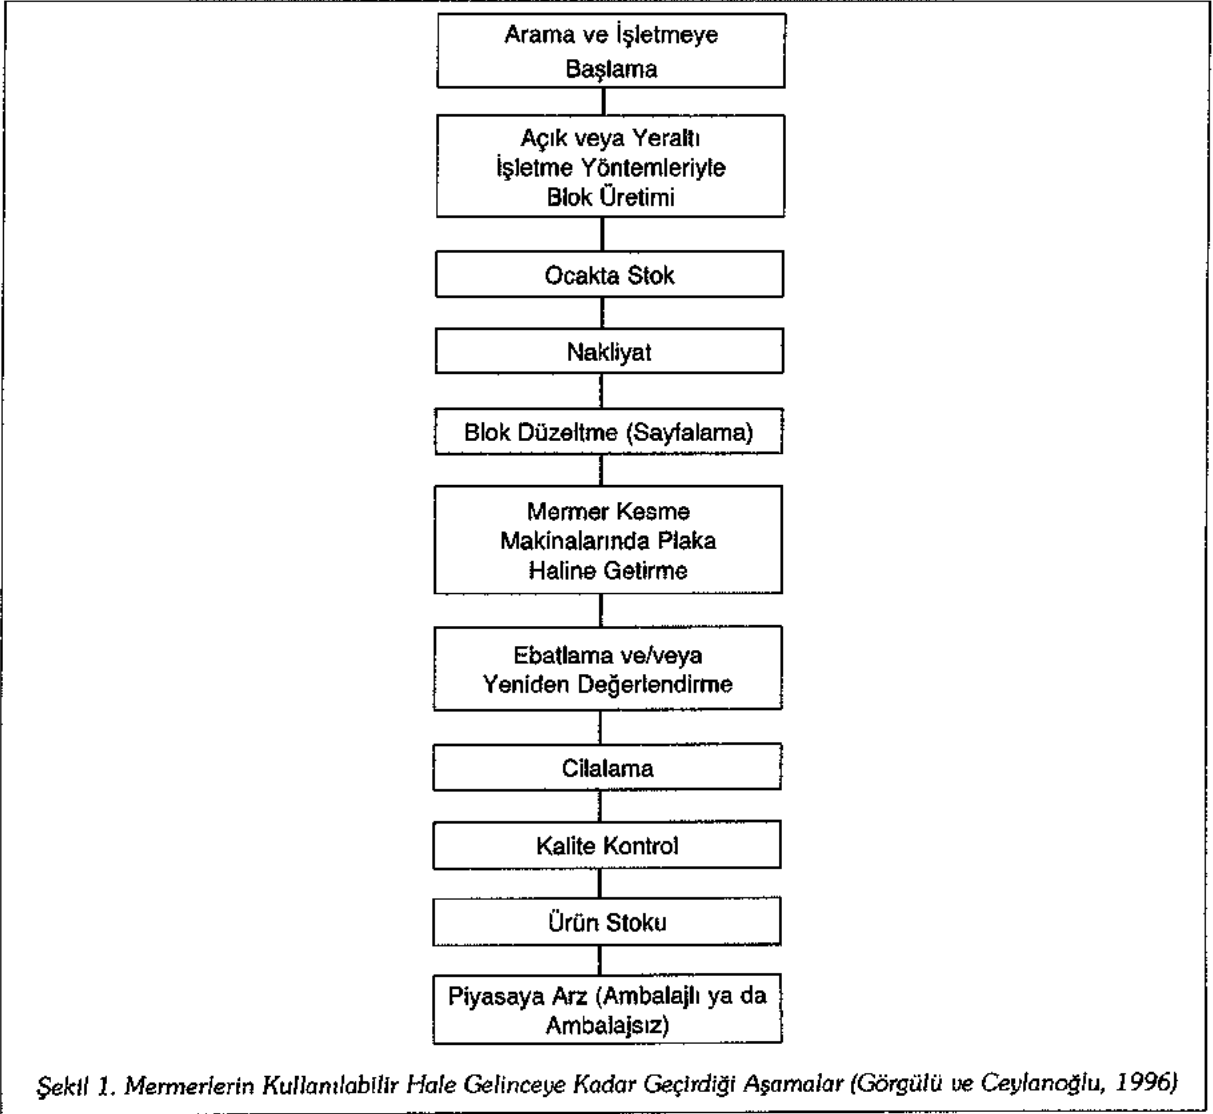 Arama ve İşletmeye
Başlama
Açık veya Yeraltı
İşletme Yöntemleriyle
Blok Üretimi
Ocakta Stok
Nakliyat
Blok Düzeltme (Sayfalama)
Mermer Kesme
Makinalarında Plaka
Haline Getirme
Ebatlama ve/veya
Yeniden Değerlendirme
Cilalama
Kalite Kontrol
Ürün Stoku
Piyasaya Arz (Ambalajlı ya da
Ambalajsız)
Şekil 1. Mermerlerin Kullanılabilir Hale Gelinceye Kadar Geçirdiği Aşamalar (Görgülü ve Ceylanoğlu, 1996)